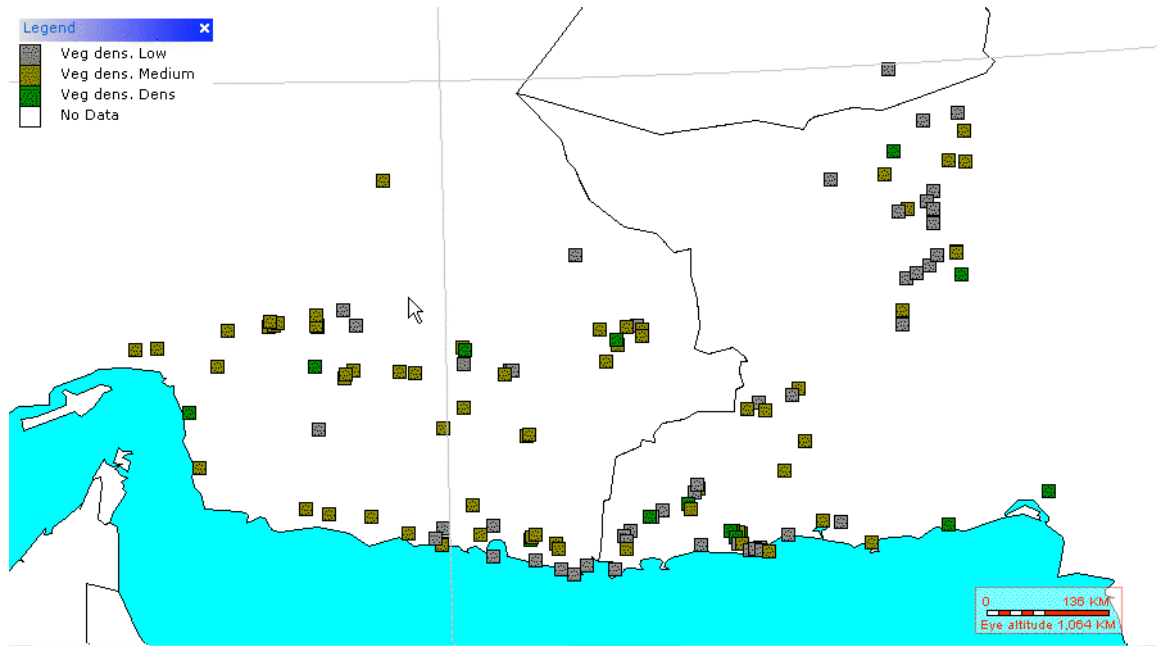 Legend
Veg dens. Low
Veg dens. Medium
Veg dens. Dens
No Data
0 136 KM
Eye altitude 1,064 KM